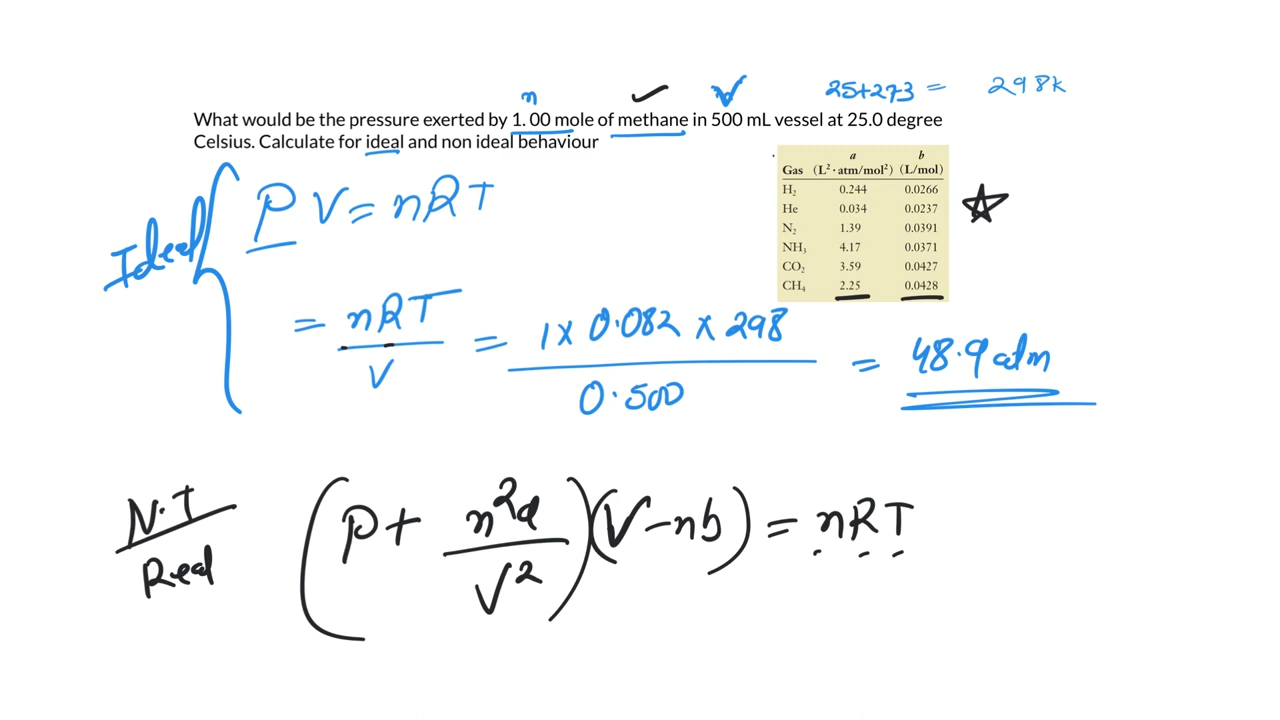 n 25+273 = 298K
What would be the pressure exerted by 1. 00 mole of methane in 500 mL vessel at 25.0 degree
Celsius. Calculate for ideal and non ideal behaviour
a b
Gas (L²·atm/mol²) (L/mol)
H₂ 0.244 0.0266
He 0.034 0.0237
N₂ 1.39 0.0391
NH₃ 4.17 0.0371
CO₂ 3.59 0.0427
CH₄ 2.25 0.0428
Ideal
P V = nRT
= nRT / V = 1 x 0.082 x 298 / 0.500 = 48.9 atm
N.I
Real
(P + n²a / V²)(V - nb) = nRT